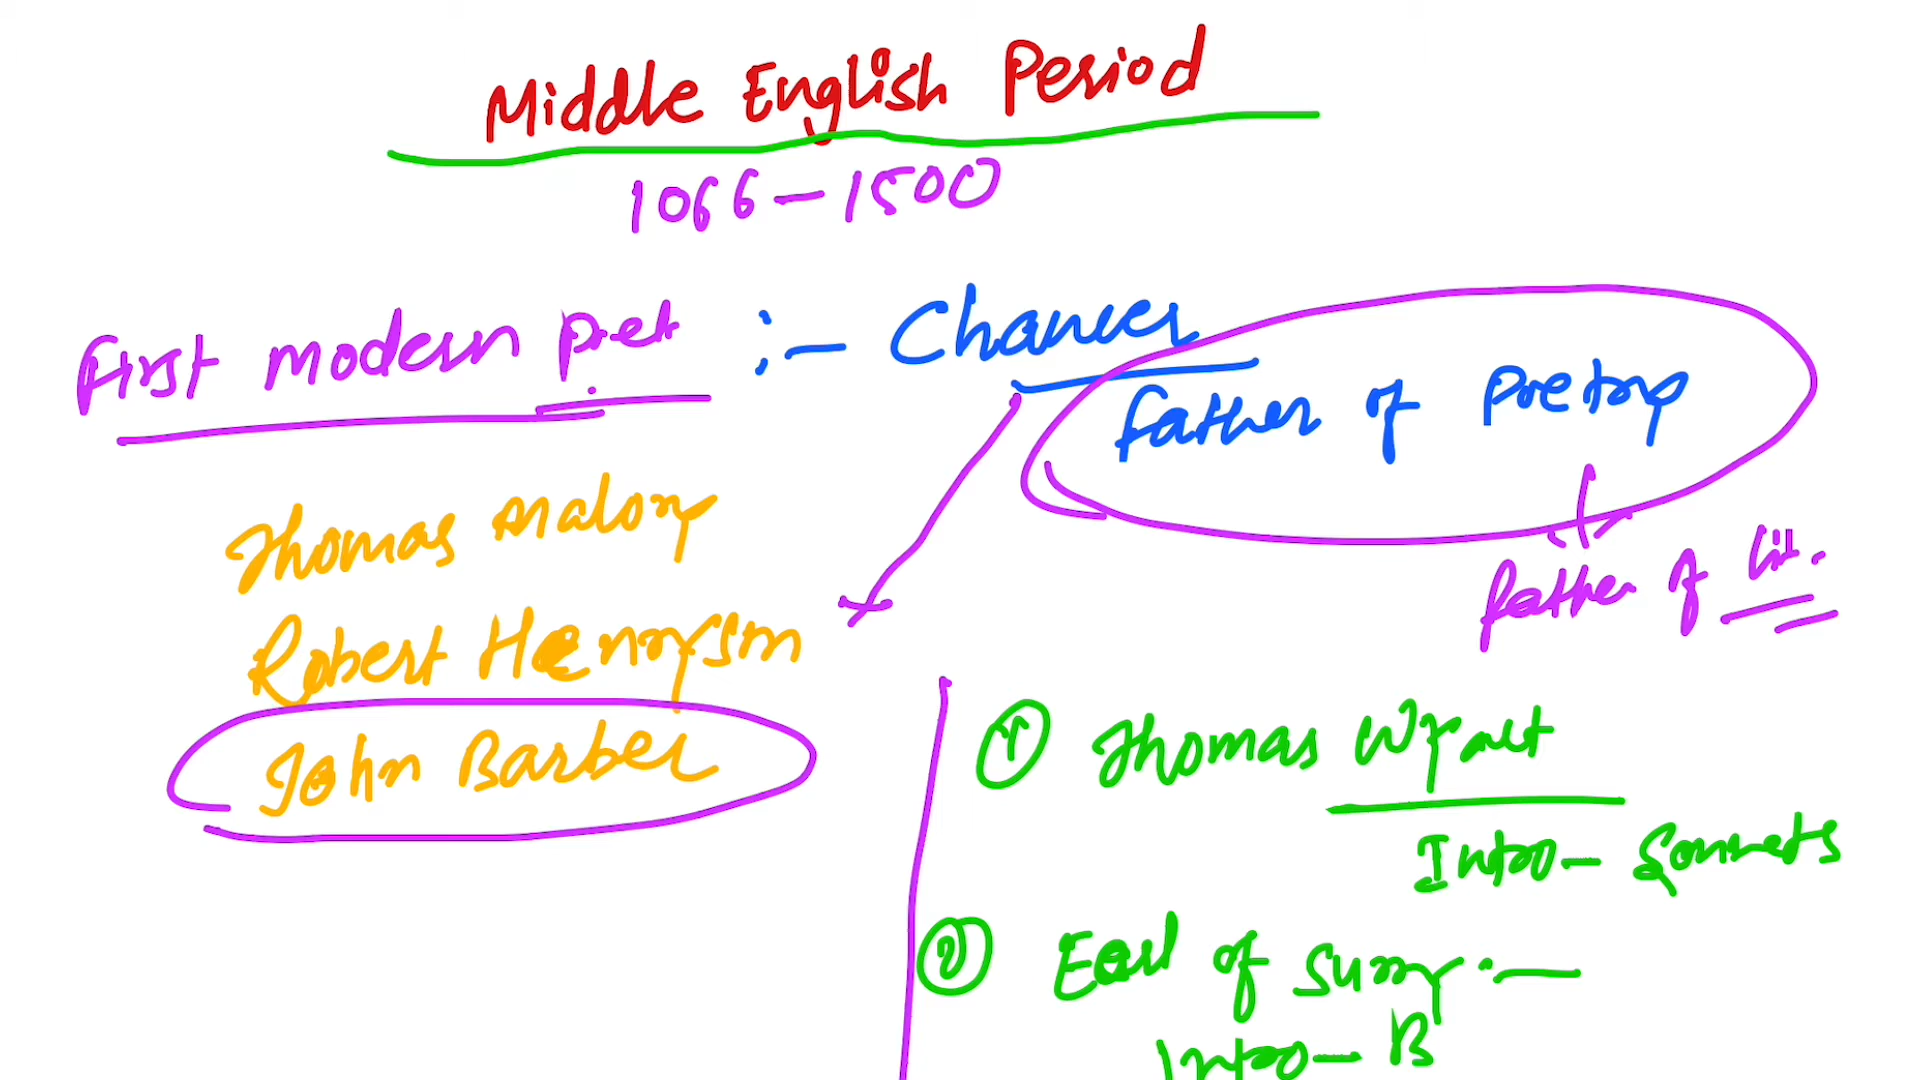 Middle English Period
1066 - 1500
First modern Poet :- Chaucer
Father of Poetry
Father of Lit.
Thomas Malory
Robert Henryson
John Barber
1 Thomas Wyatt
Intro - Sonnets
2 Earl of Surry :-
Intro - B